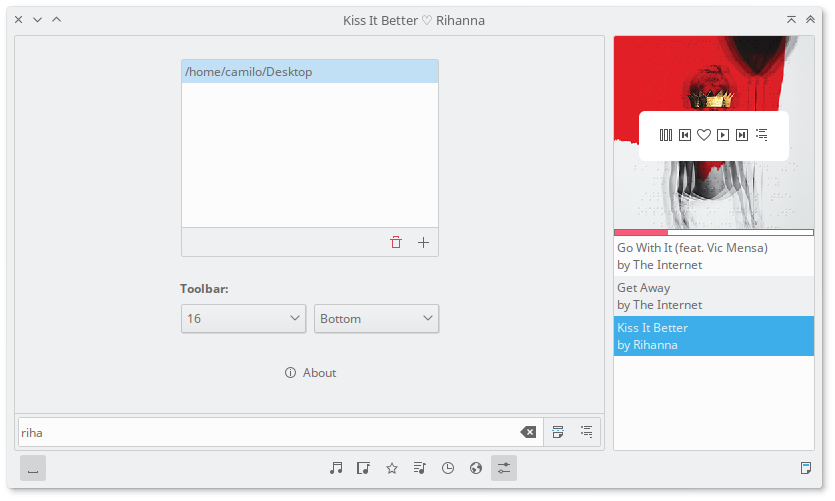 Kiss It Better ♡ Rihanna
/home/camilo/Desktop
Toolbar:
16
Bottom
About
riha
Go With It (feat. Vic Mensa)
by The Internet
Get Away
by The Internet
Kiss It Better
by Rihanna